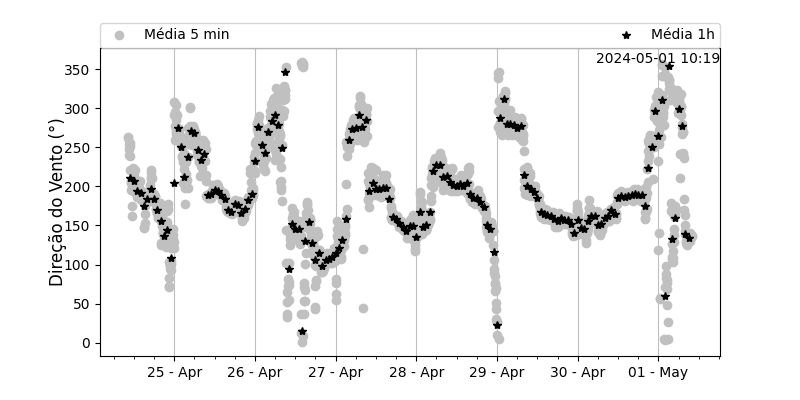 Média 5 min
Média 1h
2024-05-01 10:19
Direção do Vento (°)
350
300
250
200
150
100
50
0
25 - Apr
26 - Apr
27 - Apr
28 - Apr
29 - Apr
30 - Apr
01 - May